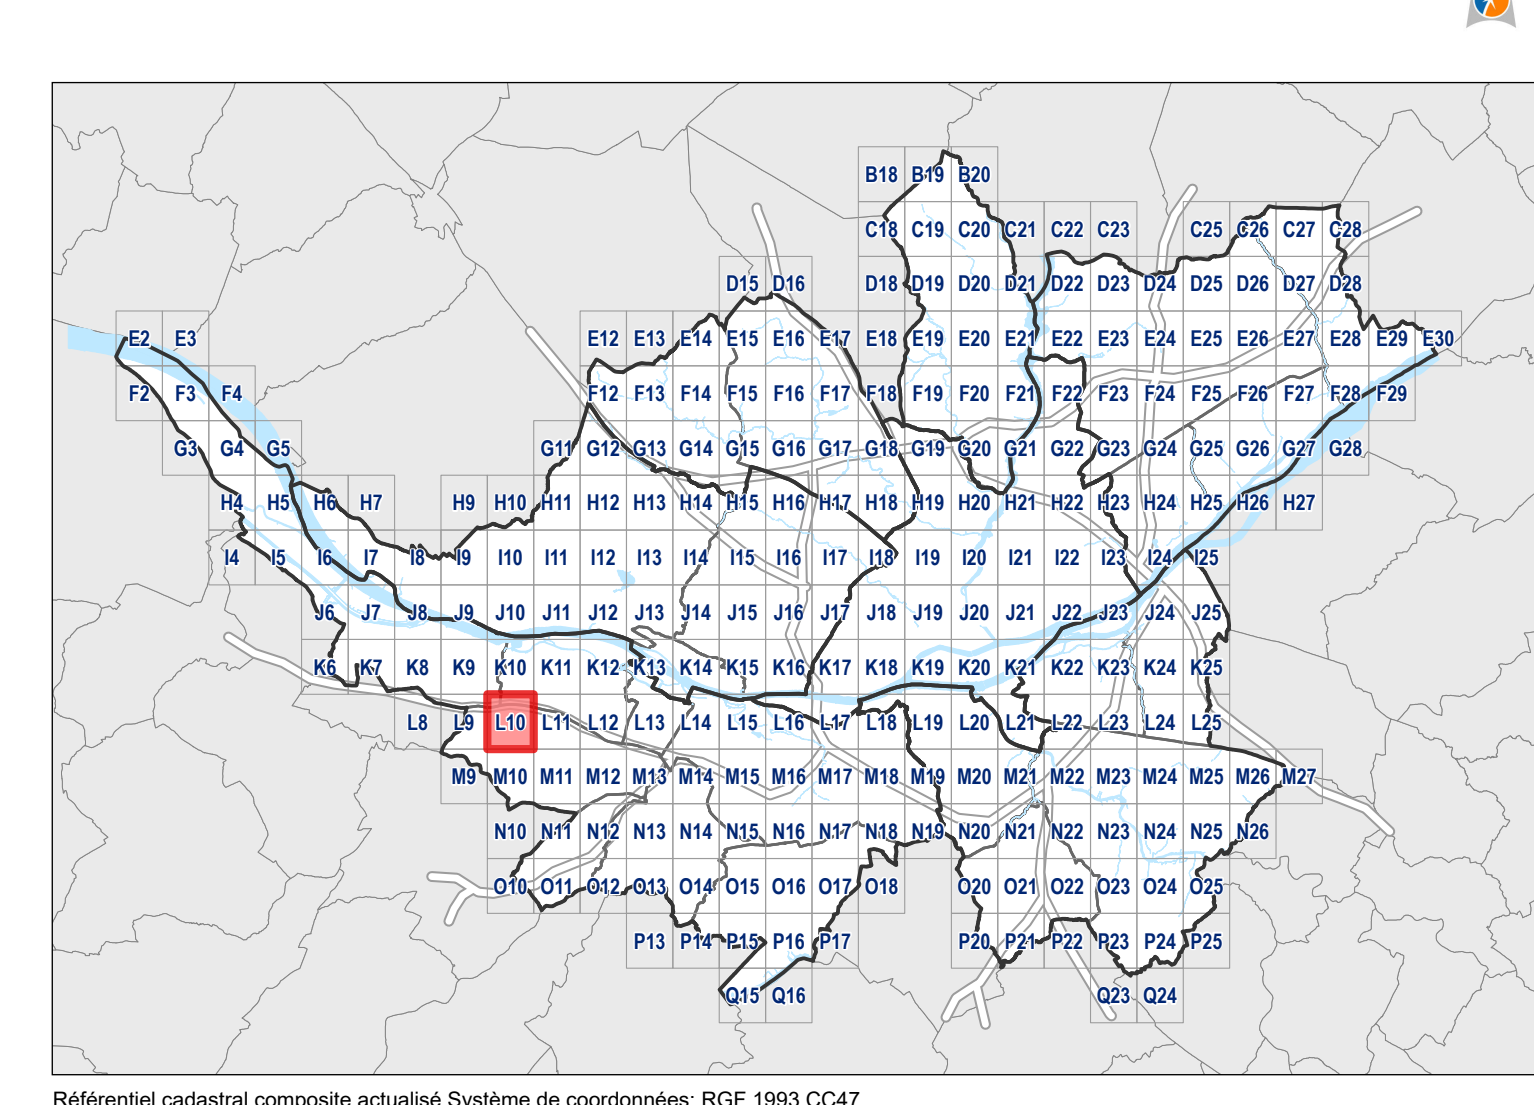 B18 B19 B20
C18 C19 C20 C21 C22 C23 C25 C26 C27 C28
D15 D16 D18 D19 D20 D21 D22 D23 D24 D25 D26 D27 D28
E2 E3 E12 E13 E14 E15 E16 E17 E18 E19 E20 E21 E22 E23 E24 E25 E26 E27 E28 E29 E30
F2 F3 F4 F12 F13 F14 F15 F16 F17 F18 F19 F20 F21 F22 F23 F24 F25 F26 F27 F28 F29
G3 G4 G5 G11 G12 G13 G14 G15 G16 G17 G18 G19 G20 G21 G22 G23 G24 G25 G26 G27 G28
H4 H5 H6 H7 H9 H10 H11 H12 H13 H14 H15 H16 H17 H18 H19 H20 H21 H22 H23 H24 H25 H26 H27
I4 I5 I6 I7 I8 I9 I10 I11 I12 I13 I14 I15 I16 I17 I18 I19 I20 I21 I22 I23 I24 I25
J6 J7 J8 J9 J10 J11 J12 J13 J14 J15 J16 J17 J18 J19 J20 J21 J22 J23 J24 J25
K6 K7 K8 K9 K10 K11 K12 K13 K14 K15 K16 K17 K18 K19 K20 K21 K22 K23 K24 K25
L8 L9 L10 L11 L12 L13 L14 L15 L16 L17 L18 L19 L20 L21 L22 L23 L24 L25
M9 M10 M11 M12 M13 M14 M15 M16 M17 M18 M19 M20 M21 M22 M23 M24 M25 M26 M27
N10 N11 N12 N13 N14 N15 N16 N17 N18 N19 N20 N21 N22 N23 N24 N25 N26
O10 O11 O12 O13 O14 O15 O16 O17 O18 O20 O21 O22 O23 O24 O25
P13 P14 P15 P16 P17 P20 P21 P22 P23 P24 P25
Q15 Q16 Q23 Q24
Référentiel cadastral composite actualisé Système de coordonnées: RGF 1993 CC47